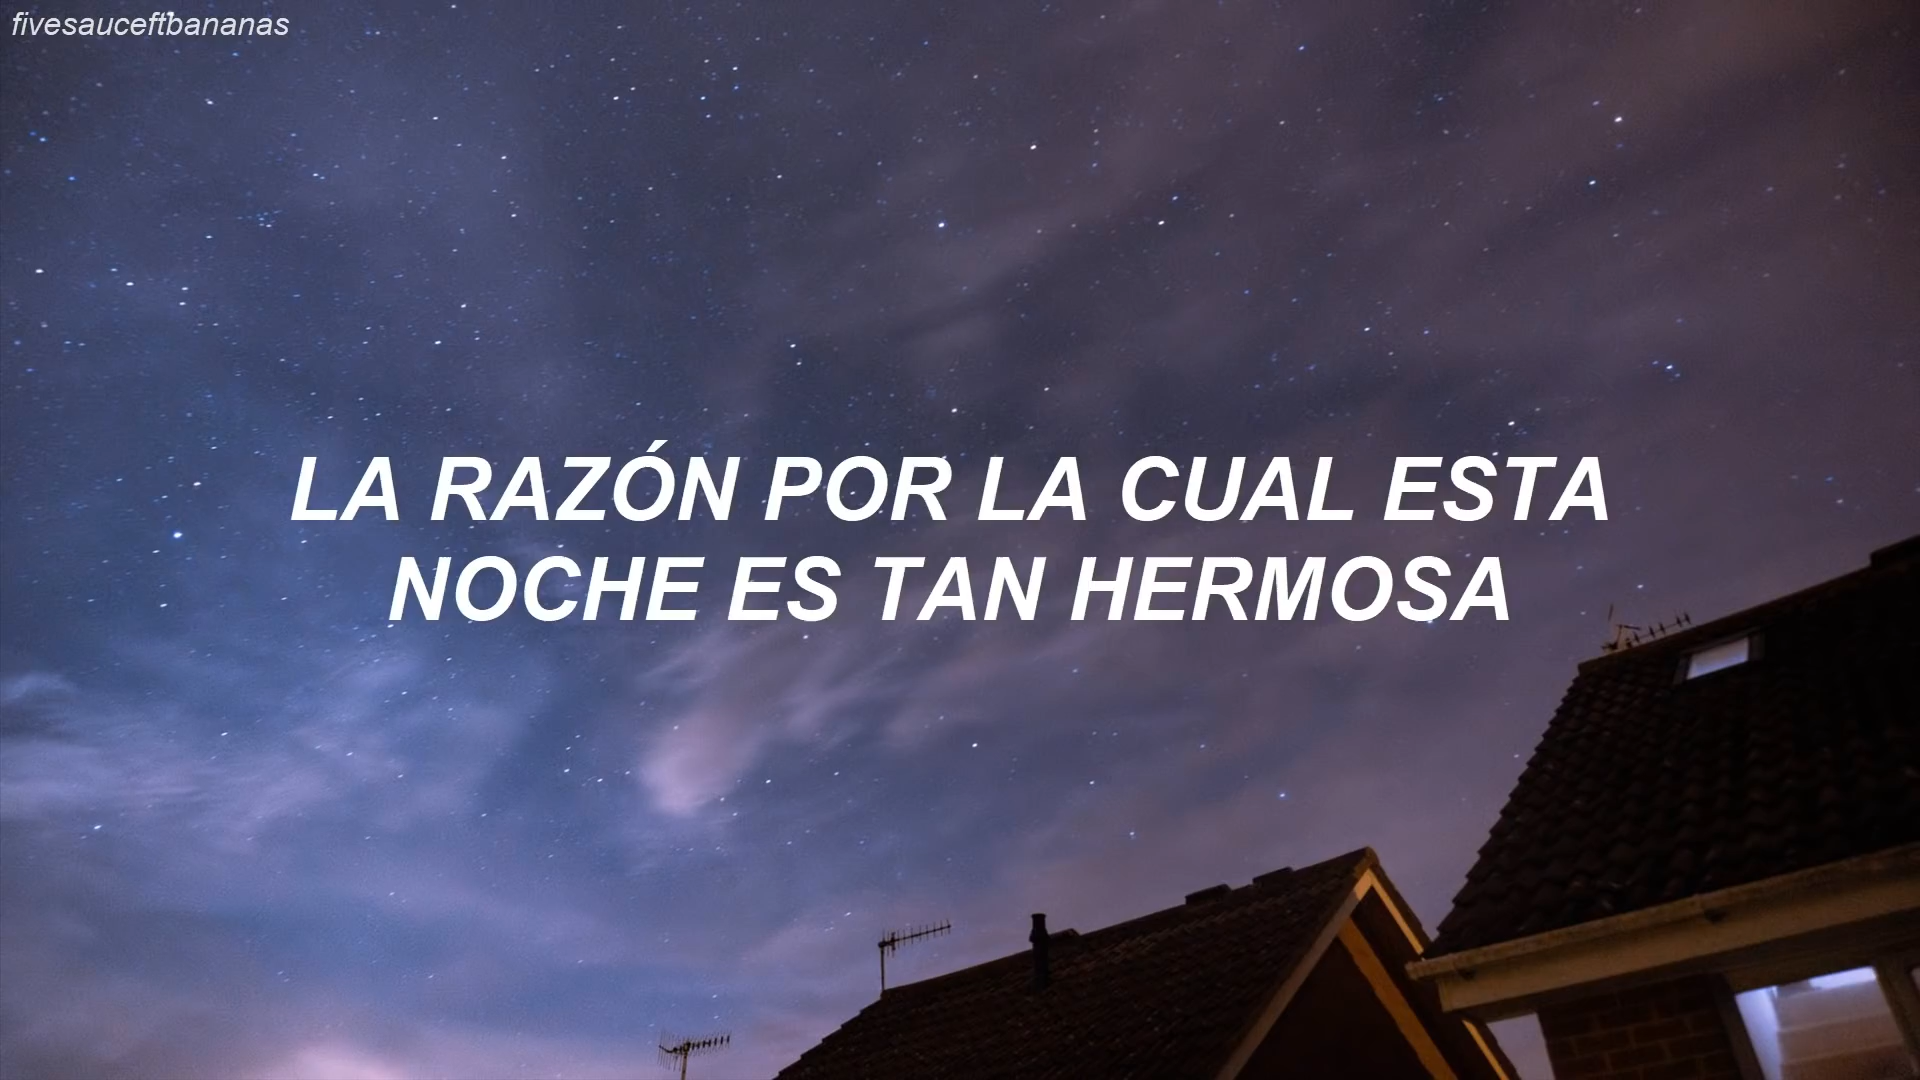 fivesauceftbananas
LA RAZÓN POR LA CUAL ESTA
NOCHE ES TAN HERMOSA